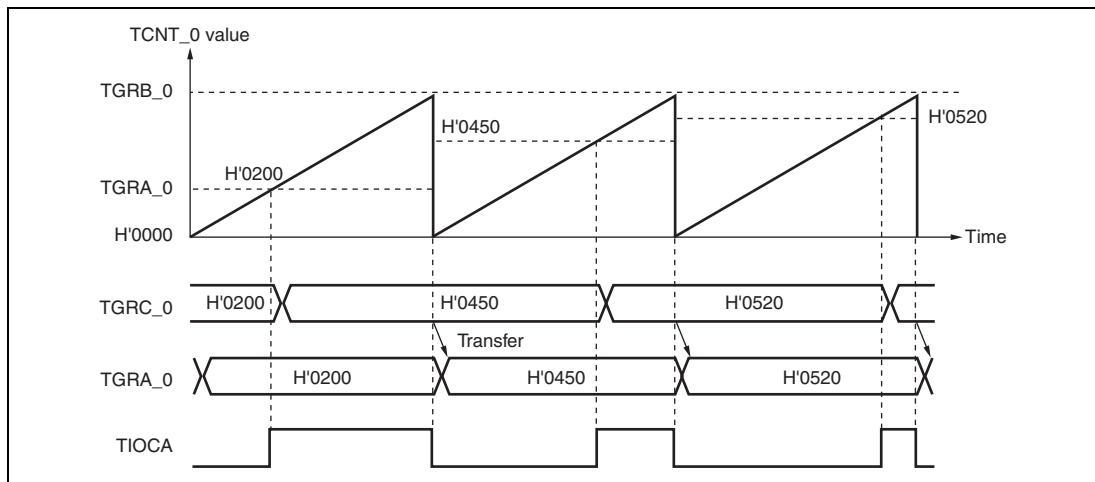 TCNT_0 value
TGRB_0
H'0520
H'0450
H'0200
TGRA_0
H'0000
Time
TGRC_0
H'0200
H'0450
H'0520
Transfer
TGRA_0
H'0200
H'0450
H'0520
TIOCA